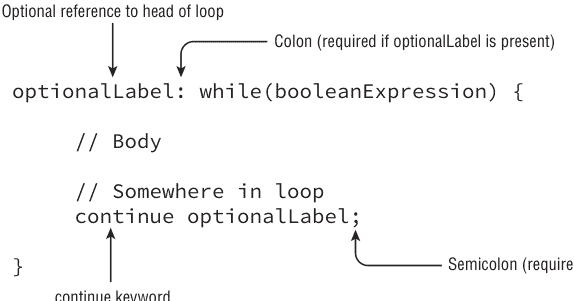 Optional reference to head of loop
Colon (required if optionalLabel is present)
optionalLabel: while(booleanExpression) {
// Body
// Somewhere in loop
continue optionalLabel;
Semicolon (require
}
continue keyword